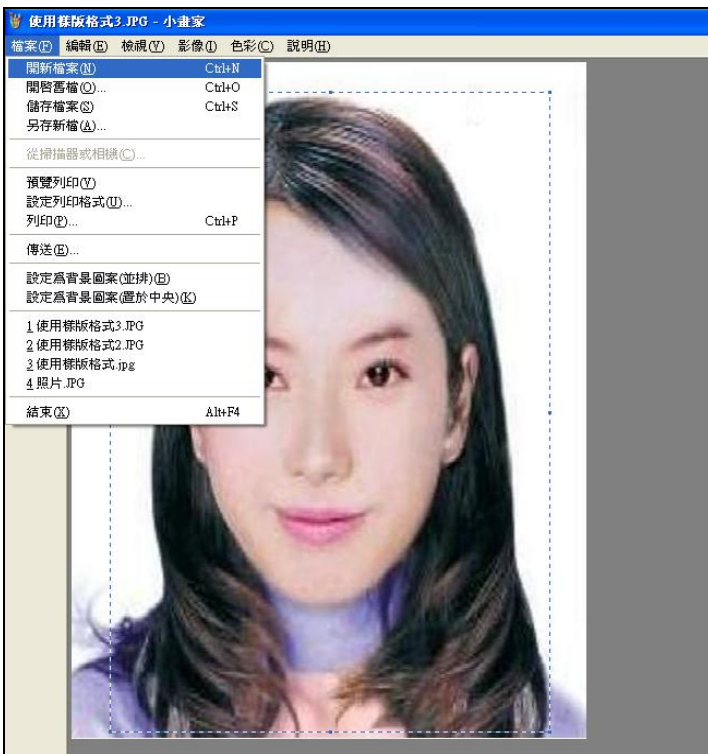 使用樣版格式3.JPG - 小畫家
檔案(F) 編輯(E) 檢視(V) 影像(I) 色彩(C) 說明(H)
開新檔案(N) Ctrl+N
開啓舊檔(O)... Ctrl+O
儲存檔案(S) Ctrl+S
另存新檔(A)...
從掃描器或相機(C)...
預覽列印(V)
設定列印格式(U)...
列印(P)... Ctrl+P
傳送(E)...
設定爲背景圖案(並排)(B)
設定爲背景圖案(置於中央)(K)
1 使用樣版格式3.JPG
2 使用樣版格式2.JPG
3 使用樣版格式.jpg
4 照片.JPG
結束(X) Alt+F4